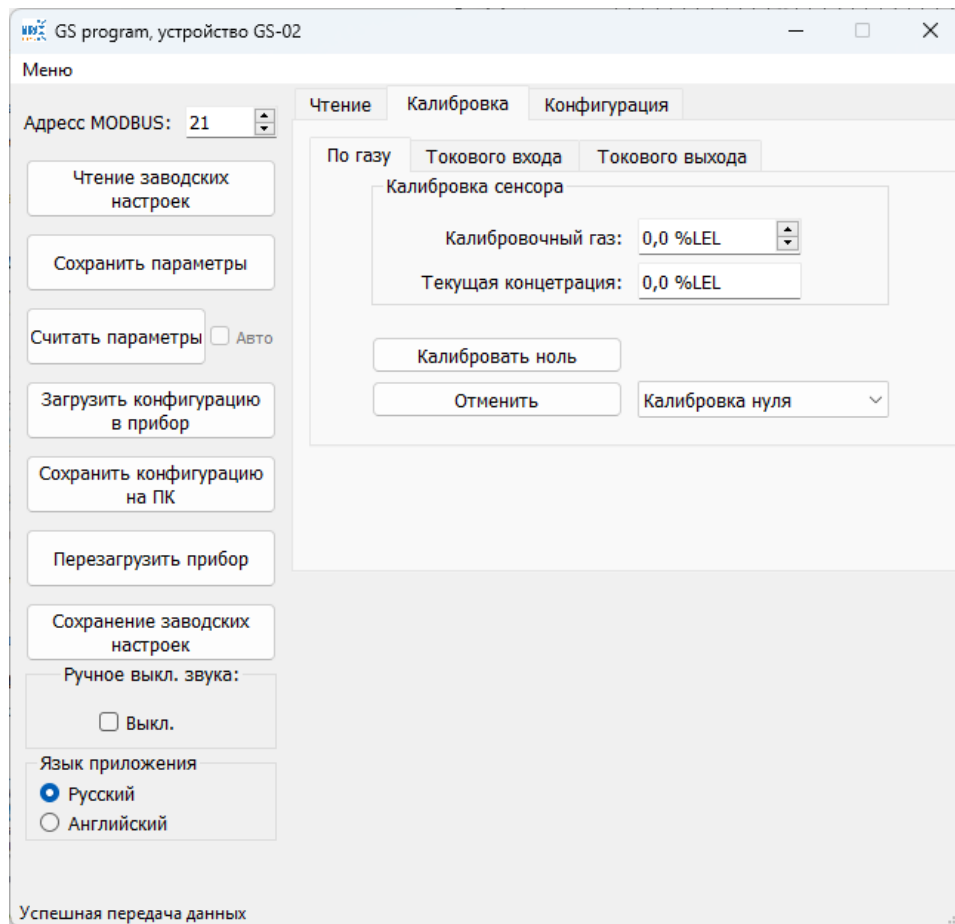 GS program, устройство GS-02
Меню
Адресс MODBUS: 21
Чтение заводских
настроек
Сохранить параметры
Считать параметры Авто
Загрузить конфигурацию
в прибор
Сохранить конфигурацию
на ПК
Перезагрузить прибор
Сохранение заводских
настроек
Ручное выкл. звука:
Выкл.
Язык приложения
Русский
Английский
Чтение Калибровка Конфигурация
По газу Токового входа Токового выхода
Калибровка сенсора
Калибровочный газ: 0,0 %LEL
Текущая концетрация: 0,0 %LEL
Калибровать ноль
Отменить Калибровка нуля
Успешная передача данных